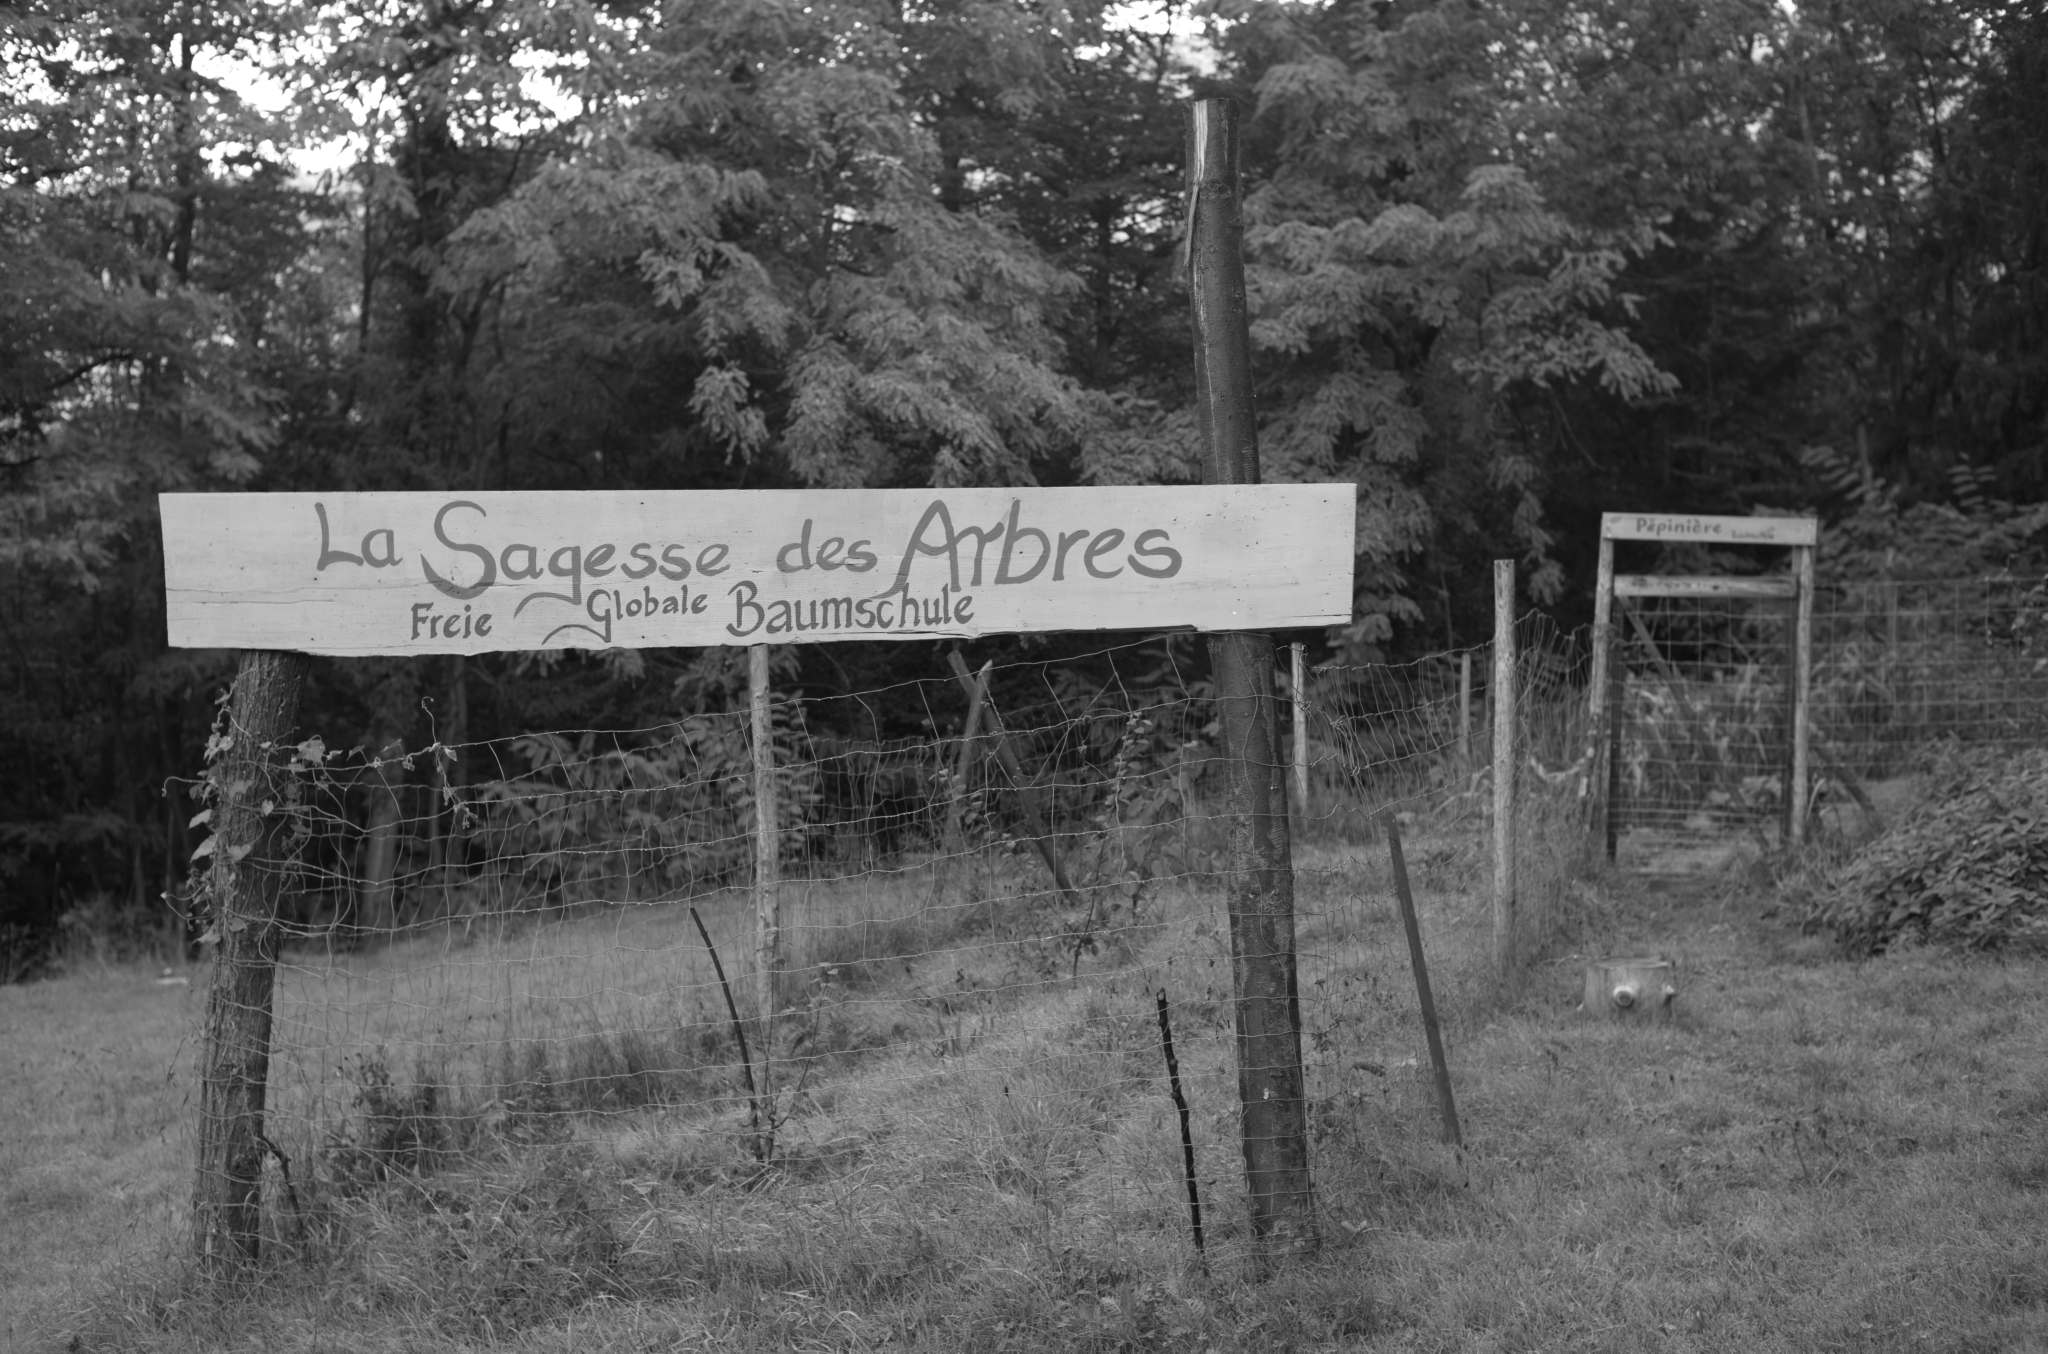 La Sagesse des Arbres
Freie Globale Baumschule
Pépinière